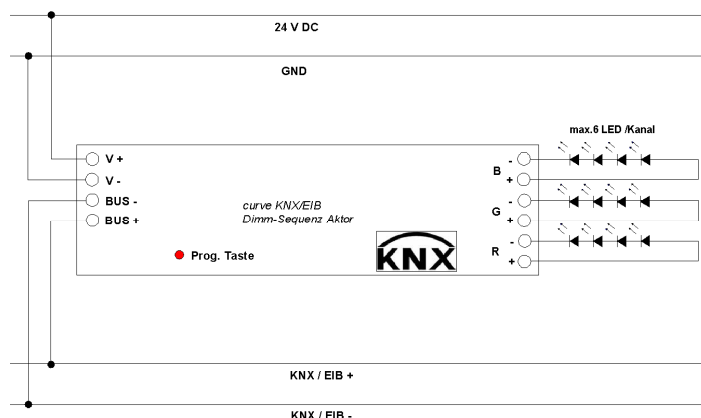 24 V DC
GND
max.6 LED /Kanal
V +
V -
BUS -
BUS +
curve KNX/EIB
Dimm-Sequenz Aktor
Prog. Taste
KNX
B
-
+
G
-
+
R
-
+
KNX / EIB +
KNX / EIB -